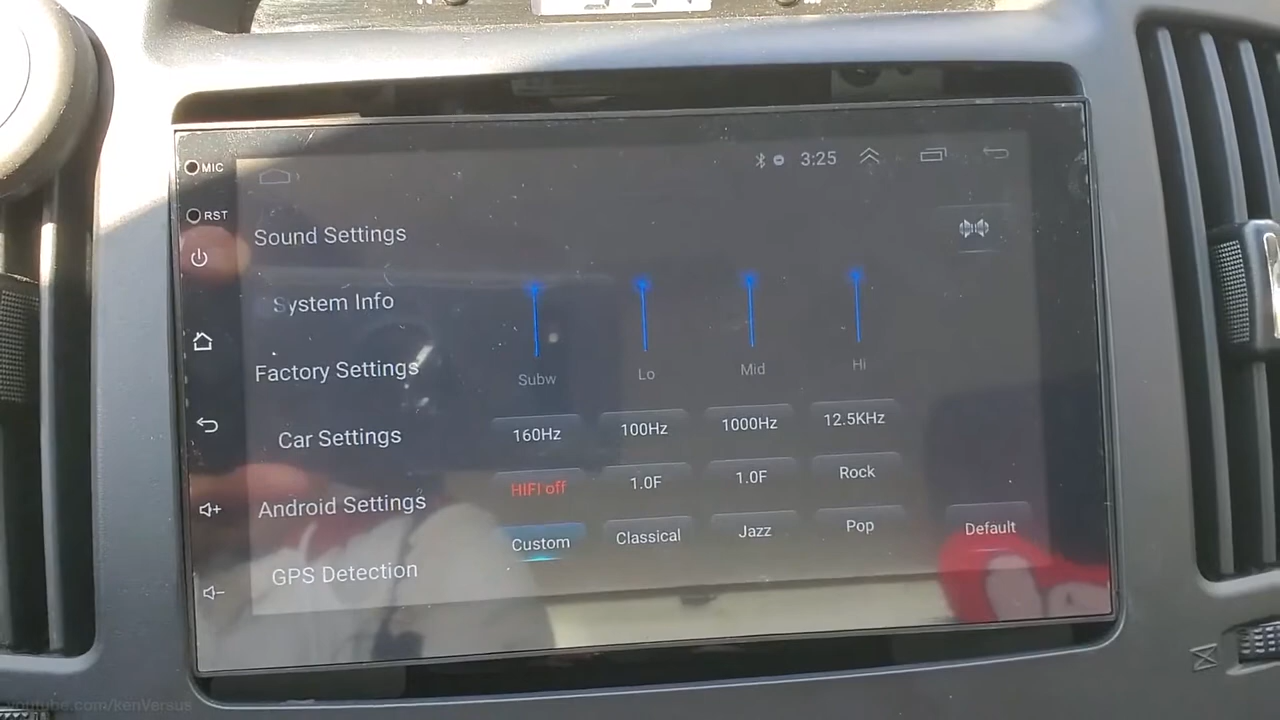 MIC
3:25
RST
Sound Settings
System Info
Factory Settings
Subw
Lo
Mid
Hi
Car Settings
160Hz
100Hz
1000Hz
12.5KHz
Android Settings
HIFI off
1.0F
1.0F
Rock
Custom
Classical
Jazz
Pop
Default
GPS Detection
youtube.com/kenVersus